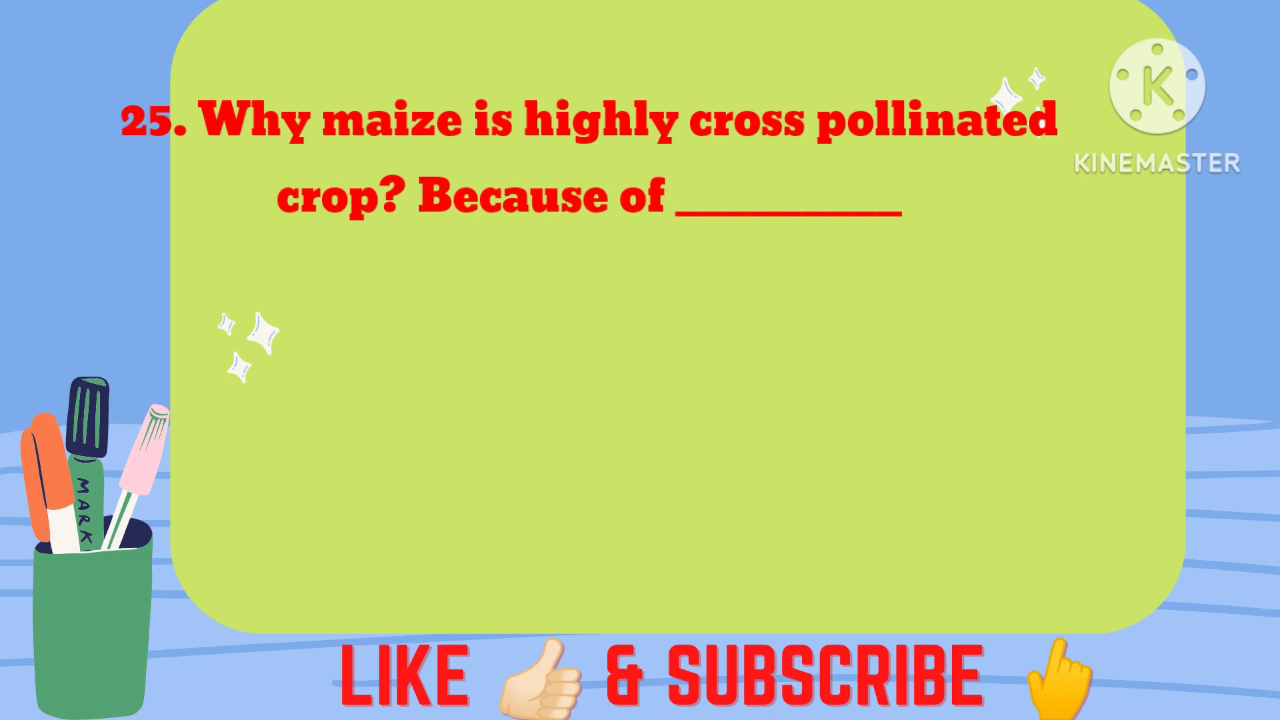 25. Why maize is highly cross pollinated
crop? Because of __________
K
KINEMASTER
MARK
LIKE & SUBSCRIBE